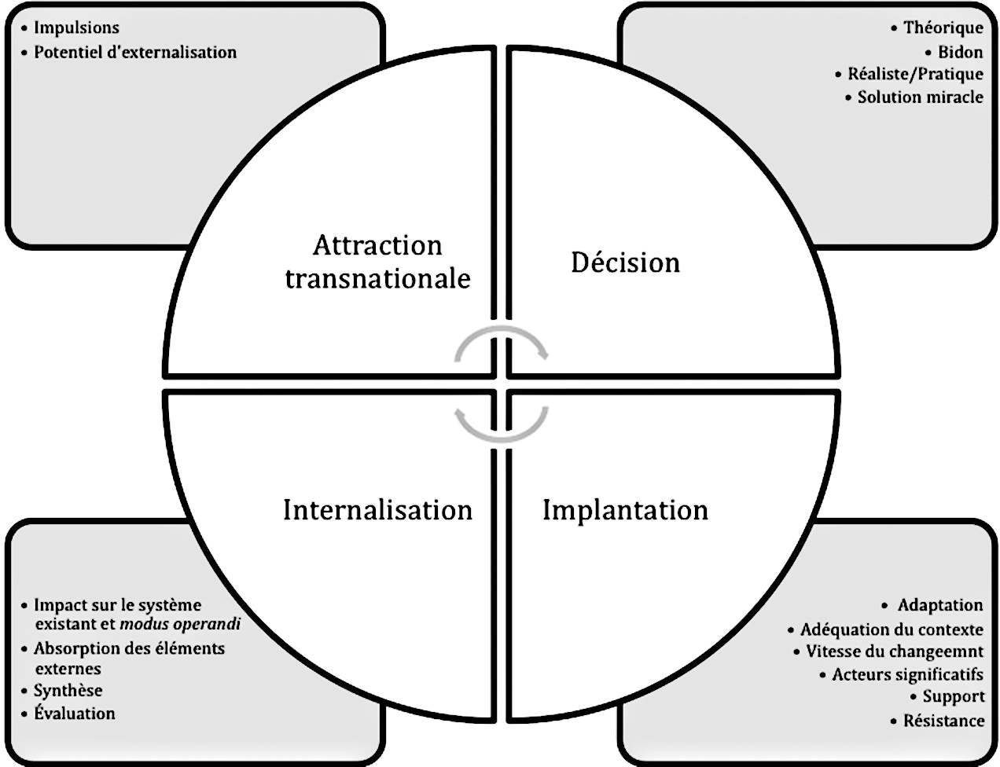 • Impulsions
• Potentiel d'externalisation
• Théorique
• Bidon
• Réaliste/Pratique
• Solution miracle
Attraction
transnationale
Décision
Internalisation
Implantation
• Impact sur le système
existant et modus operandi
• Absorption des éléments
externes
• Synthèse
• Évaluation
• Adaptation
• Adéquation du contexte
• Vitesse du changeemnt
• Acteurs significatifs
• Support
• Résistance